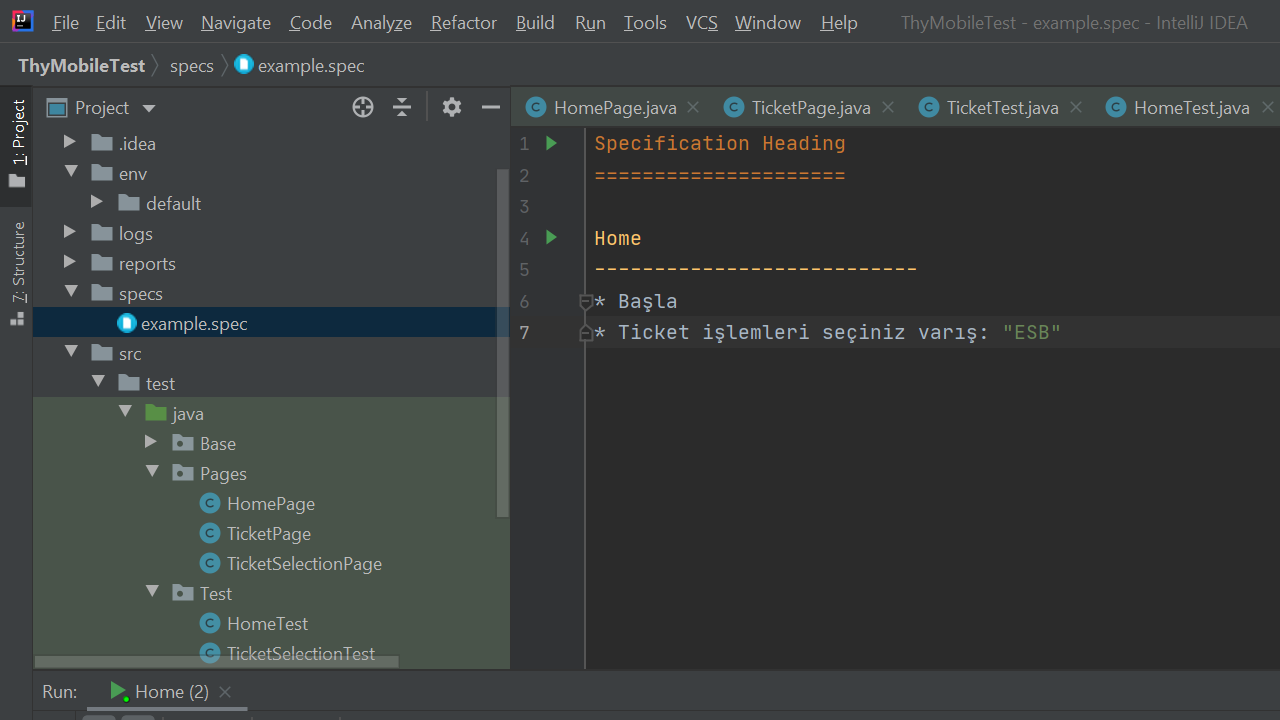 File Edit View Navigate Code Analyze Refactor Build Run Tools VCS Window Help ThyMobileTest - example.spec - IntelliJ IDEA
ThyMobileTest specs example.spec
1: Project
7: Structure
Project
.idea
env
default
logs
reports
specs
example.spec
src
test
java
Base
Pages
HomePage
TicketPage
TicketSelectionPage
Test
HomeTest
TicketSelectionTest
HomePage.java TicketPage.java TicketTest.java HomeTest.java
1 Specification Heading
2 =====================
3
4 Home
5 ---------------------------
6 * Başla
7 * Ticket işlemleri seçiniz varış: "ESB"
Run: Home (2)